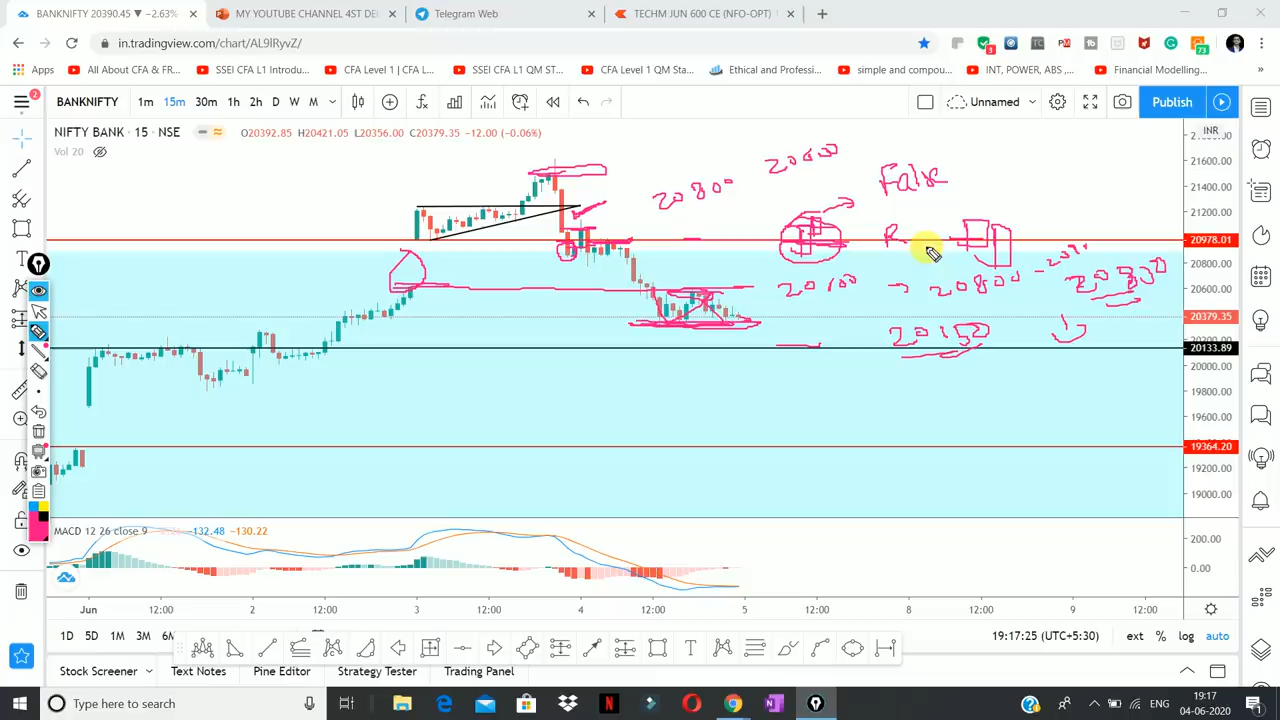 BANKNIFTY 20390.45 ▼ −2.63%
MY YOUTUBE CHANNEL 4ST DE
Telegram Web
TECHM JUN 600 CE (NFO-OPT)
in.tradingview.com/chart/AL9lRyvZ/
3
73
Apps
All About CFA & FR...
SSEI CFA L1 Introdu...
CFA Level 1 | CFA L...
SSEI CFA L1 QM ST...
CFA Level 1 QM Sta...
Ethical and Professi...
simple and compou...
INT, POWER, ABS ,...
Financial Modelling...
»
2
BANKNIFTY
1m 15m 30m 1h 2h D W M
Unnamed
Publish
NIFTY BANK · 15 · NSE
O20392.85 H20421.05 L20356.00 C20379.35 −12.00 (−0.06%)
INR
Vol 20
21600.00
21400.00
21200.00
20978.01
20800.00
20600.00
20379.35
20133.89
20000.00
19800.00
19600.00
19364.20
19200.00
19000.00
20800
20600
False
R.
20800
20300
20150
MACD 12 26 close 9
−132.48 −130.22
200.00
0.00
Jun 12:00 2 12:00 3 12:00 4 12:00 5 12:00 8 12:00 9 12:00
1D 5D 1M 3M 6M
19:17:25 (UTC+5:30)
ext % log auto
Stock Screener
Text Notes
Pine Editor
Strategy Tester
Trading Panel
Type here to search
ENG
19:17
04-06-2020